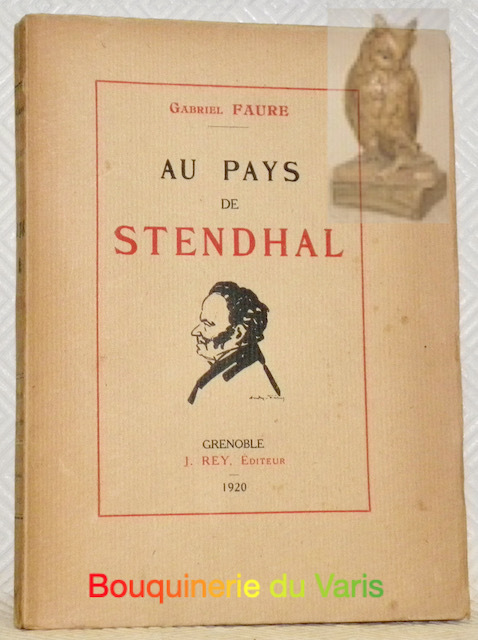 GABRIEL FAURE
AU PAYS
DE
STENDHAL
GRENOBLE
J. REY, ÉDITEUR
1920
Bouquinerie du Varis